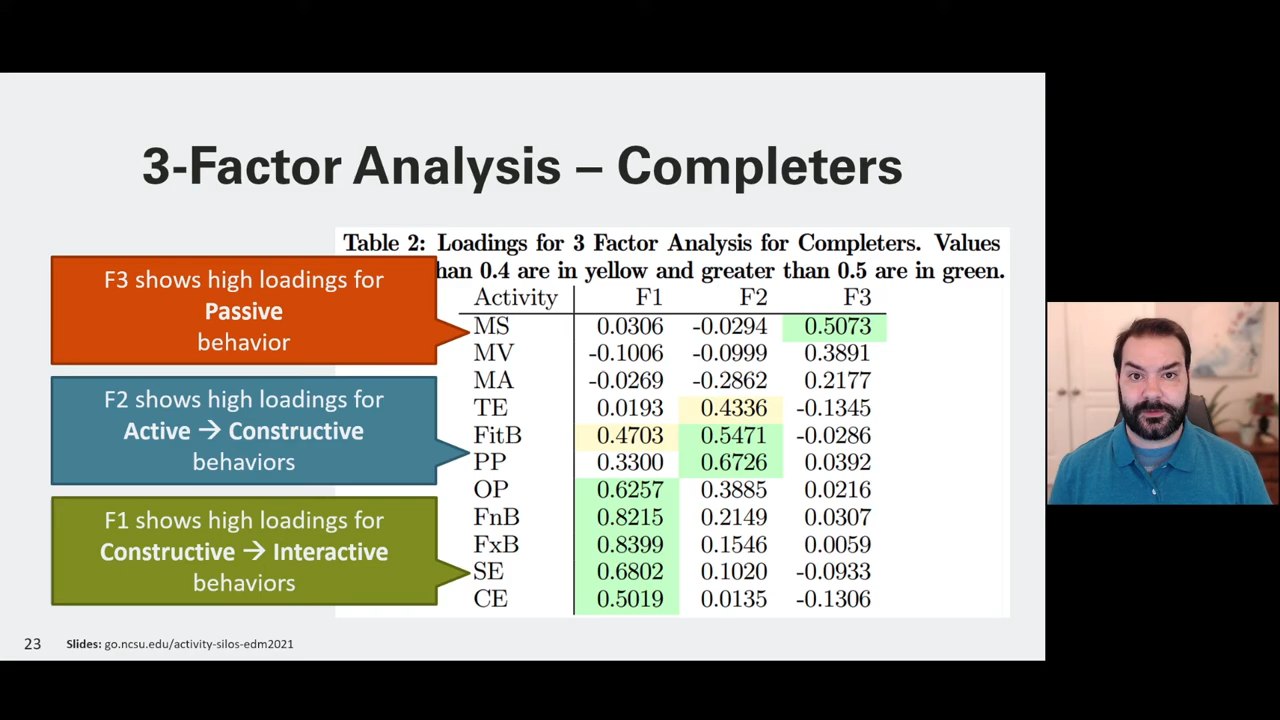 3-Factor Analysis – Completers
Table 2: Loadings for 3 Factor Analysis for Completers. Values
than 0.4 are in yellow and greater than 0.5 are in green.
F3 shows high loadings for
Passive
behavior
F2 shows high loadings for
Active → Constructive
behaviors
F1 shows high loadings for
Constructive → Interactive
behaviors
Activity F1 F2 F3
MS 0.0306 -0.0294 0.5073
MV -0.1006 -0.0999 0.3891
MA -0.0269 -0.2862 0.2177
TE 0.0193 0.4336 -0.1345
FitB 0.4703 0.5471 -0.0286
PP 0.3300 0.6726 0.0392
OP 0.6257 0.3885 0.0216
FnB 0.8215 0.2149 0.0307
FxB 0.8399 0.1546 0.0059
SE 0.6802 0.1020 -0.0933
CE 0.5019 0.0135 -0.1306
23 Slides: go.ncsu.edu/activity-silos-edm2021